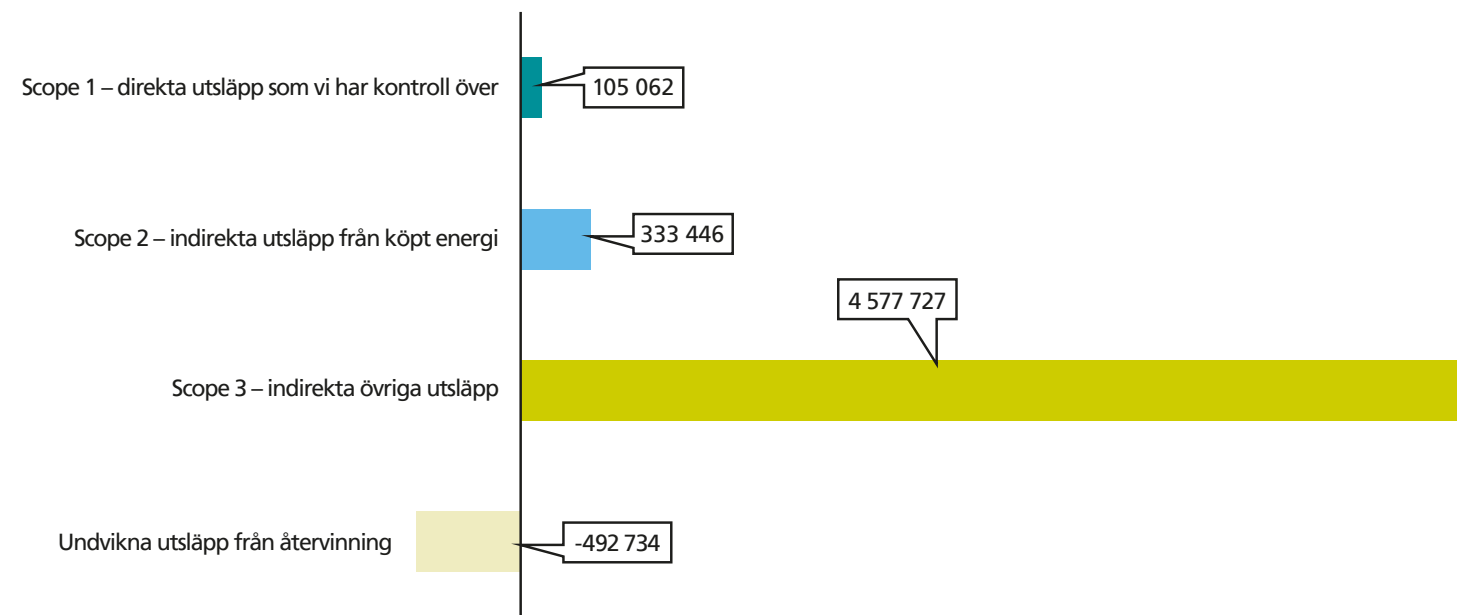 Scope 1 – direkta utsläpp som vi har kontroll över
105 062
Scope 2 – indirekta utsläpp från köpt energi
333 446
4 577 727
Scope 3 – indirekta övriga utsläpp
Undvikna utsläpp från återvinning
-492 734